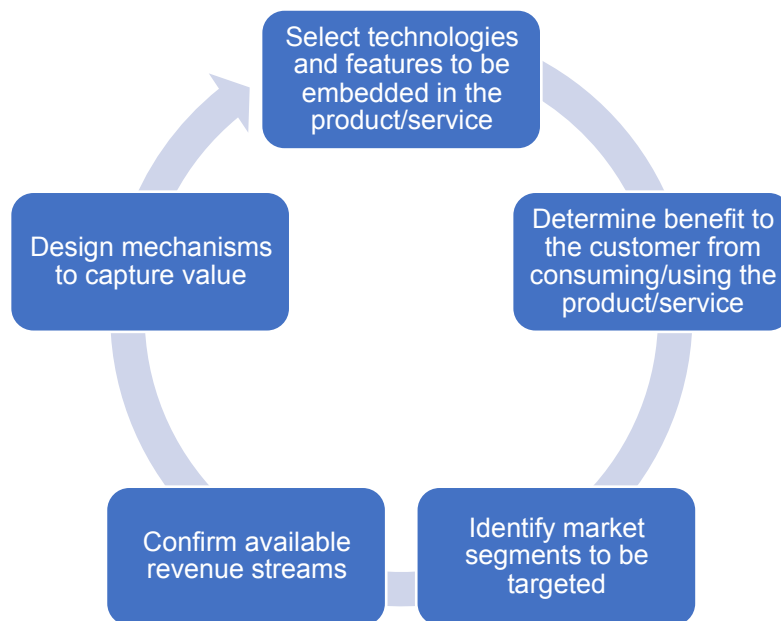 Select technologies
and features to be
embedded in the
product/service
Determine benefit to
the customer from
consuming/using the
product/service
Identify market
segments to be
targeted
Confirm available
revenue streams
Design mechanisms
to capture value